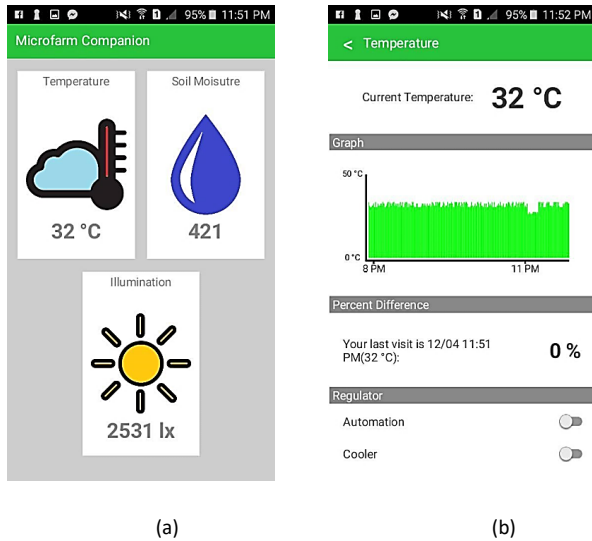 95% 11:51 PM
Microfarm Companion
Temperature
Soil Moisutre
32 °C
421
Illumination
2531 lx
(a)
95% 11:52 PM
< Temperature
Current Temperature: 32 °C
Graph
50 °C
0 °C
8 PM 11 PM
Percent Difference
Your last visit is 12/04 11:51
PM(32 °C):
0 %
Regulator
Automation
Cooler
(b)